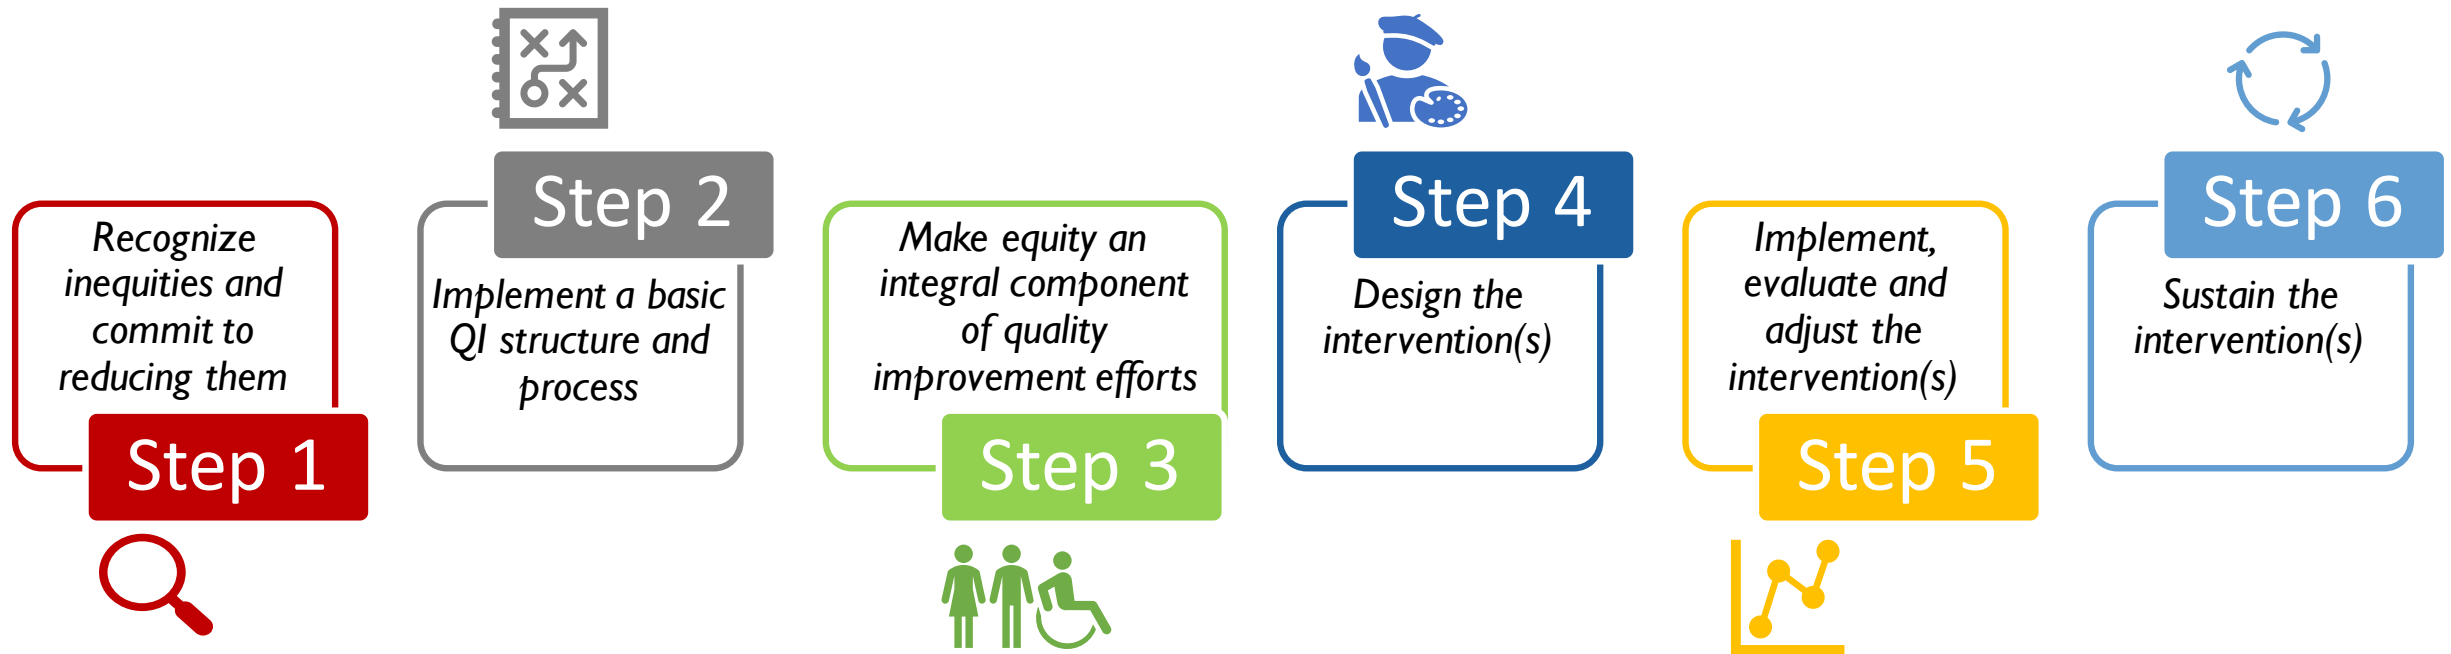 Recognize
inequities and
commit to
reducing them
Step 1
Step 2
Implement a basic
QI structure and
process
Make equity an
integral component
of quality
improvement efforts
Step 3
Step 4
Design the
intervention(s)
Implement,
evaluate and
adjust the
intervention(s)
Step 5
Step 6
Sustain the
intervention(s)